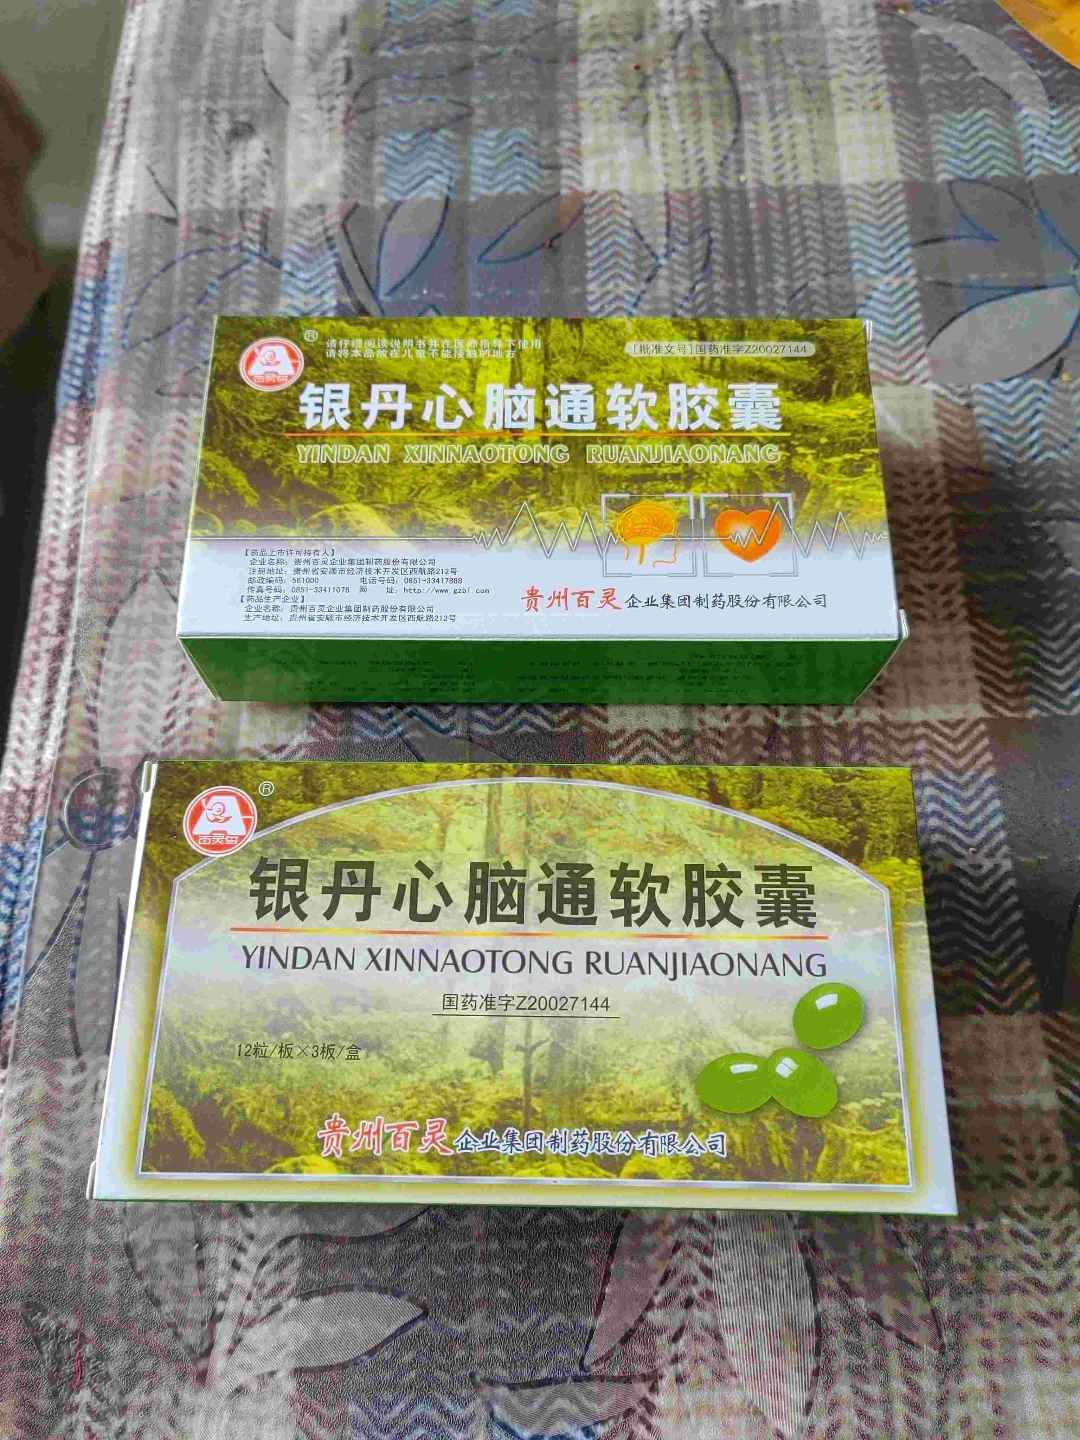 百灵鸟
®
请仔细阅读说明书并在医师指导下使用
请将本品放在儿童不能接触的地方
[批准文号]国药准字Z20027144
银丹心脑通软胶囊
YINDAN XINNAOTONG RUANJIAONANG
【药品上市许可持有人】
企业名称：贵州百灵企业集团制药股份有限公司
注册地址：贵州省安顺市经济技术开发区西航路212号
邮政编码：561000 电话号码：0851-33417888
传真号码：0851-33411078 网 址：http://www.gzbl.com
【药品生产企业】
企业名称：贵州百灵企业集团制药股份有限公司
生产地址：贵州省安顺市经济技术开发区西航路212号
贵州百灵企业集团制药股份有限公司
百灵鸟
®
银丹心脑通软胶囊
YINDAN XINNAOTONG RUANJIAONANG
国药准字Z20027144
12粒/板×3板/盒
贵州百灵企业集团制药股份有限公司